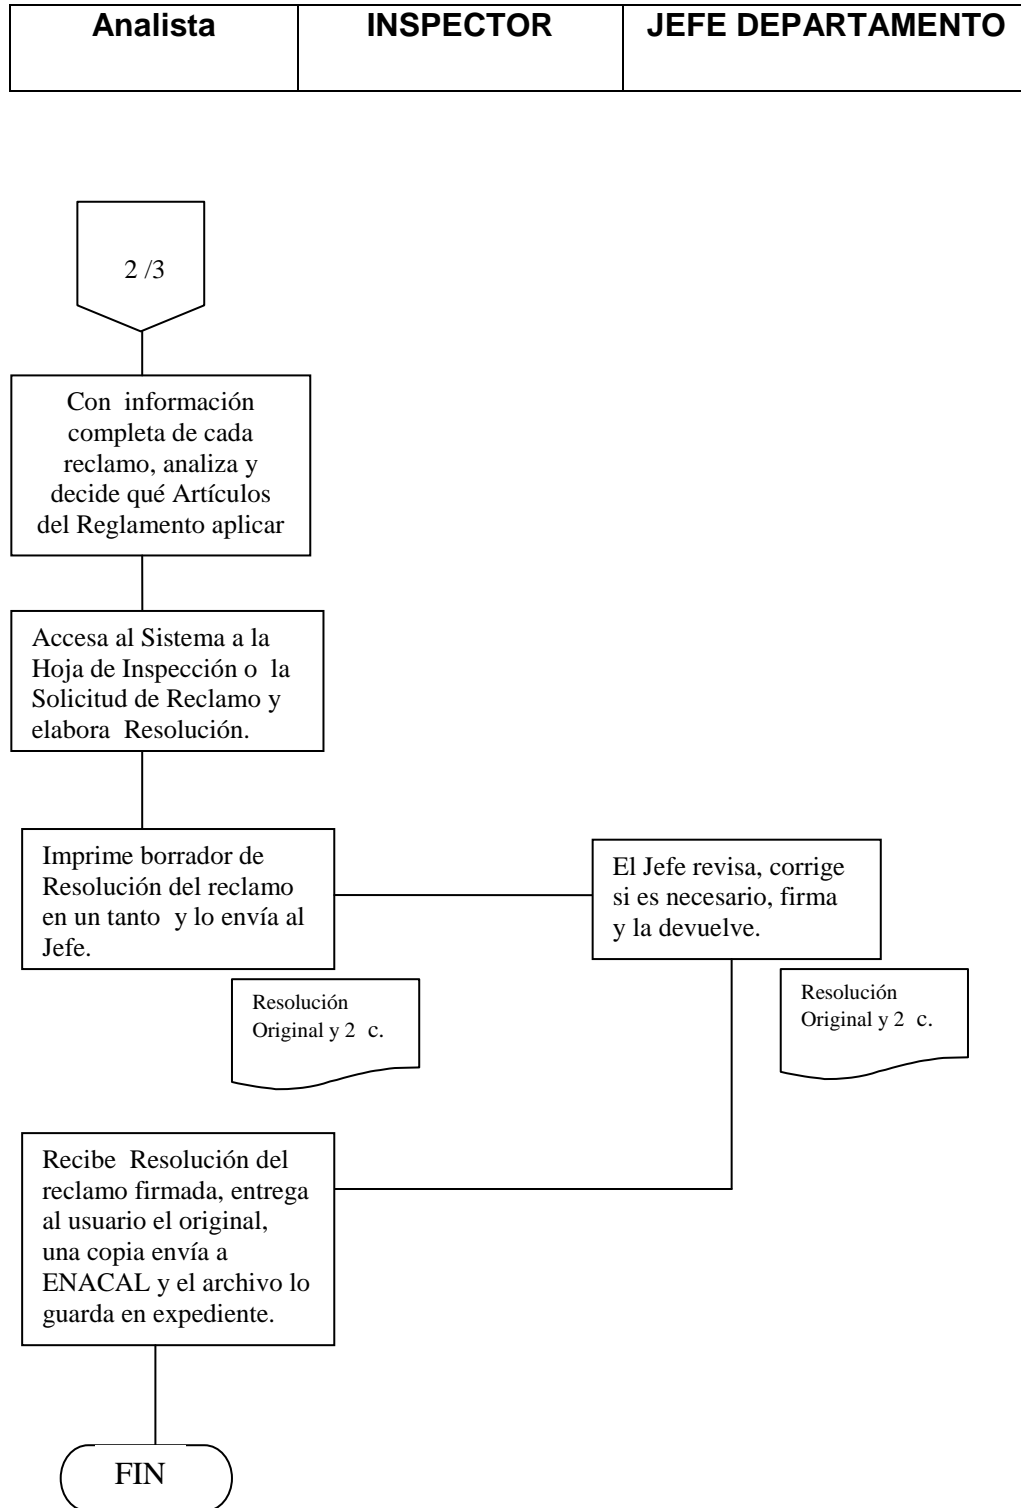 Analista INSPECTOR JEFE DEPARTAMENTO
2 /3
Con información
completa de cada
reclamo, analiza y
decide qué Artículos
del Reglamento aplicar
Accesa al Sistema a la
Hoja de Inspección o la
Solicitud de Reclamo y
elabora Resolución.
Imprime borrador de
Resolución del reclamo
en un tanto y lo envía al
Jefe.
El Jefe revisa, corrige
si es necesario, firma
y la devuelve.
Resolución
Original y 2 c.
Resolución
Original y 2 c.
Recibe Resolución del
reclamo firmada, entrega
al usuario el original,
una copia envía a
ENACAL y el archivo lo
guarda en expediente.
FIN